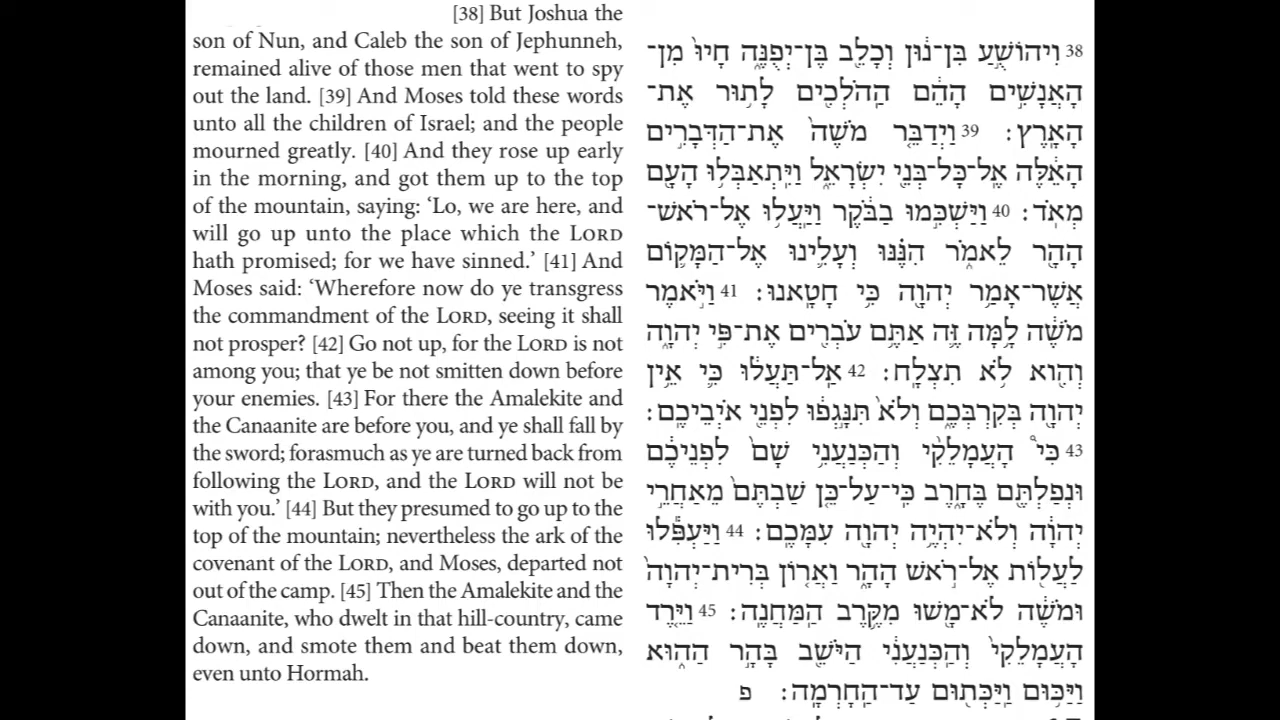 [38] But Joshua the
son of Nun, and Caleb the son of Jephunneh,
remained alive of those men that went to spy
out the land. [39] And Moses told these words
unto all the children of Israel; and the people
mourned greatly. [40] And they rose up early
in the morning, and got them up to the top
of the mountain, saying: ‘Lo, we are here, and
will go up unto the place which the LORD
hath promised; for we have sinned.’ [41] And
Moses said: ‘Wherefore now do ye transgress
the commandment of the LORD, seeing it shall
not prosper? [42] Go not up, for the LORD is not
among you; that ye be not smitten down before
your enemies. [43] For there the Amalekite and
the Canaanite are before you, and ye shall fall by
the sword; forasmuch as ye are turned back from
following the LORD, and the LORD will not be
with you.’ [44] But they presumed to go up to the
top of the mountain; nevertheless the ark of the
covenant of the LORD, and Moses, departed not
out of the camp. [45] Then the Amalekite and the
Canaanite, who dwelt in that hill-country, came
down, and smote them and beat them down,
even unto Hormah.
38 וִיהוֹשֻׁ֣עַ בִּן־נ֔וּן וְכָלֵ֖ב בֶּן־יְפֻנֶּ֑ה חָיוּ֙ מִן־
הָאֲנָשִׁ֣ים הָהֵ֔ם הַהֹלְכִ֖ים לָת֥וּר אֶת־
הָאָֽרֶץ׃ 39 וַיְדַבֵּ֤ר מֹשֶׁה֙ אֶת־הַדְּבָרִ֣ים
הָאֵ֔לֶּה אֶֽל־כָּל־בְּנֵ֖י יִשְׂרָאֵ֑ל וַיִּֽתְאַבְּל֥וּ הָעָ֖ם
מְאֹֽד׃ 40 וַיַּשְׁכִּ֣מוּ בַבֹּ֔קֶר וַיַּֽעֲל֥וּ אֶל־רֹאשׁ־
הָהָ֖ר לֵאמֹ֑ר הִנֶּ֗נּוּ וְעָלִ֛ינוּ אֶל־הַמָּק֛וֹם
אֲשֶׁר־אָמַ֥ר יְהוָ֖ה כִּ֥י חָטָֽאנוּ׃ 41 וַיֹּ֣אמֶר
מֹשֶׁ֔ה לָ֥מָּה זֶּ֛ה אַתֶּ֥ם עֹבְרִ֖ים אֶת־פִּ֣י יְהוָ֑ה
וְהִ֖וא לֹ֥א תִצְלָֽח׃ 42 אַֽל־תַּעֲל֔וּ כִּ֛י אֵ֥ין
יְהוָ֖ה בְּקִרְבְּכֶ֑ם וְלֹא֙ תִּנָּ֣גְפ֔וּ לִפְנֵ֖י אֹיְבֵיכֶֽם׃
43 כִּי֩ הָעֲמָלֵקִ֨י וְהַכְּנַעֲנִ֥י שָׁם֙ לִפְנֵיכֶ֔ם
וּנְפַלְתֶּ֖ם בֶּחָ֑רֶב כִּֽי־עַל־כֵּ֤ן שַׁבְתֶּם֙ מֵאַחֲרֵ֣י
יְהוָ֔ה וְלֹא־יִהְיֶ֥ה יְהוָ֖ה עִמָּכֶֽם׃ 44 וַיַּעְפִּ֕לוּ
לַעֲל֖וֹת אֶל־רֹ֣אשׁ הָהָ֑ר וַאֲר֤וֹן בְּרִית־יְהוָה֙
וּמֹשֶׁ֔ה לֹא־מָ֖שׁוּ מִקֶּ֥רֶב הַֽמַּחֲנֶֽה׃ 45 וַיֵּ֤רֶד
הָעֲמָלֵקִי֙ וְהַֽכְּנַעֲנִ֔י הַיֹּשֵׁ֖ב בָּהָ֣ר הַה֑וּא
וַיַּכּ֥וּם וַֽיַּכְּת֖וּם עַד־הַֽחָרְמָֽה׃ פ